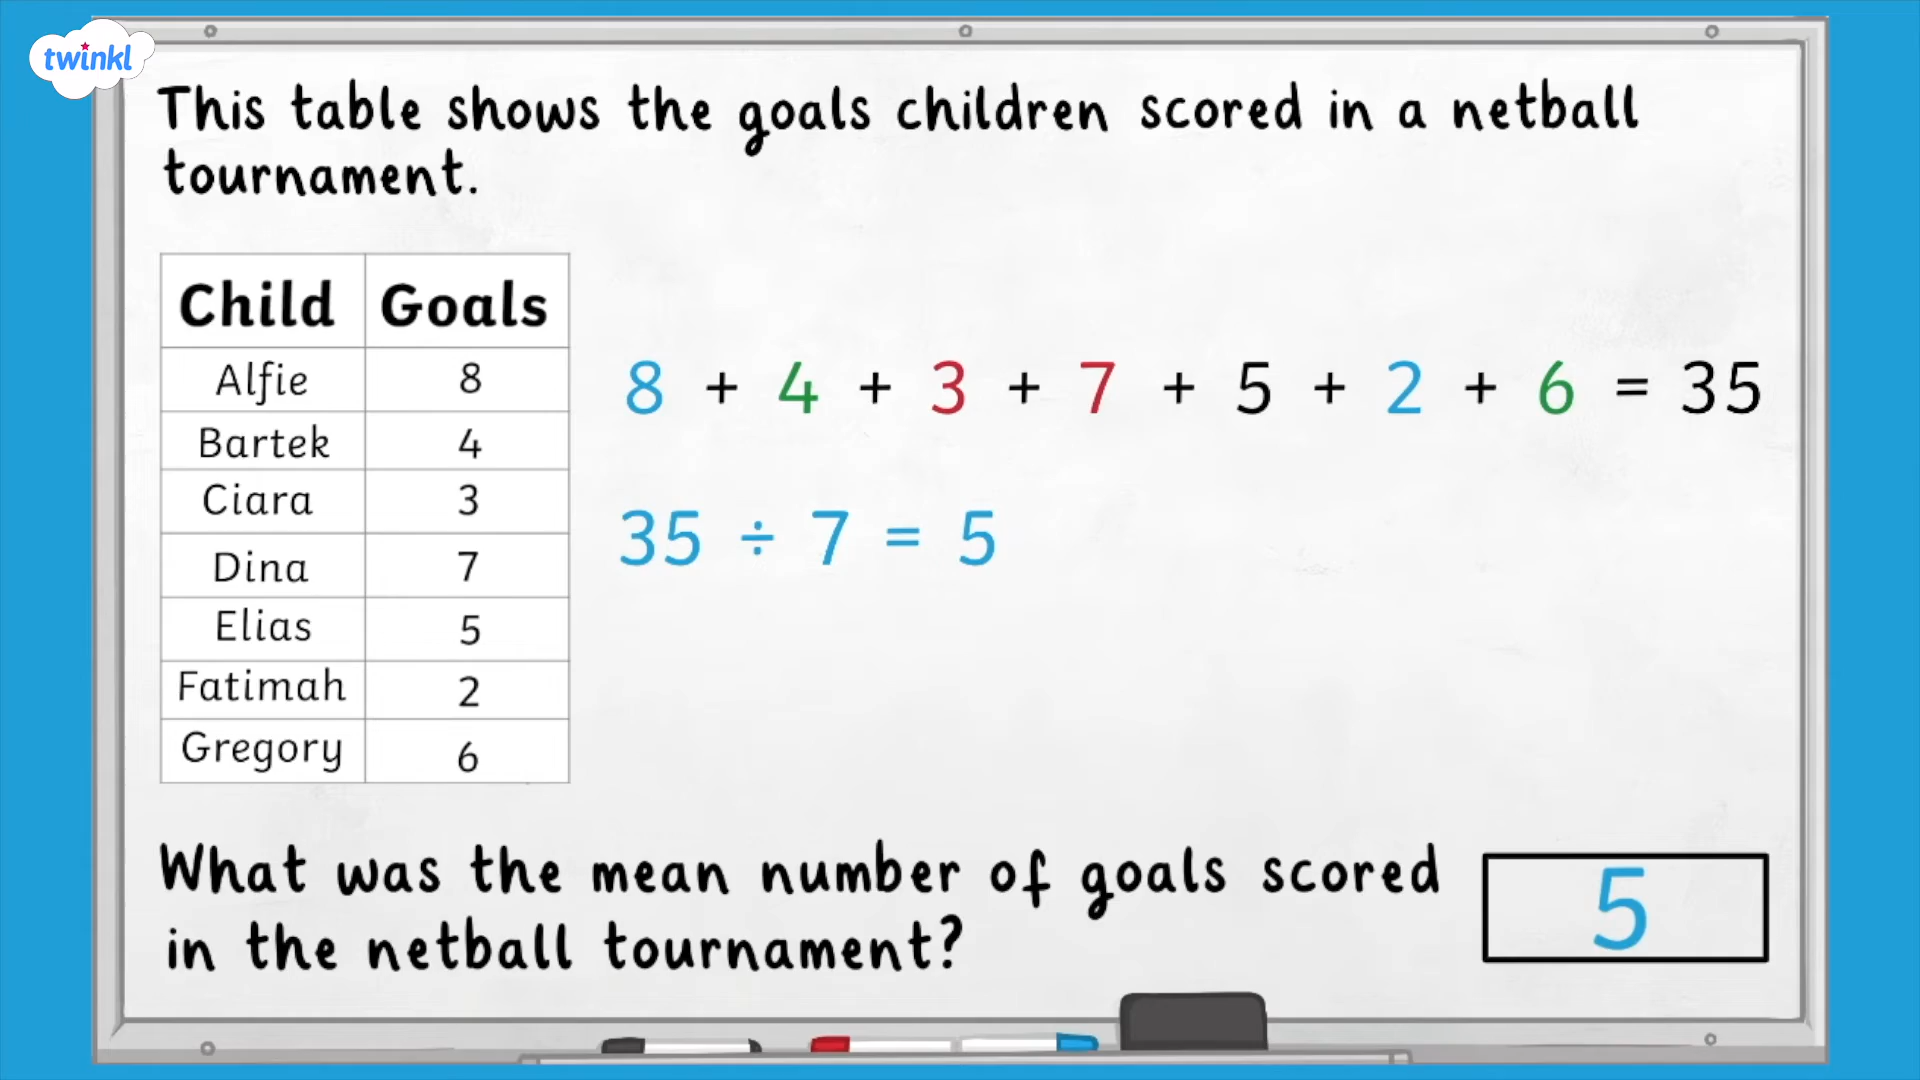 twinkl
This table shows the goals children scored in a netball
tournament.
Child Goals
Alfie 8
Bartek 4
Ciara 3
Dina 7
Elias 5
Fatimah 2
Gregory 6
8 + 4 + 3 + 7 + 5 + 2 + 6 = 35
35 ÷ 7 = 5
What was the mean number of goals scored
in the netball tournament?
5